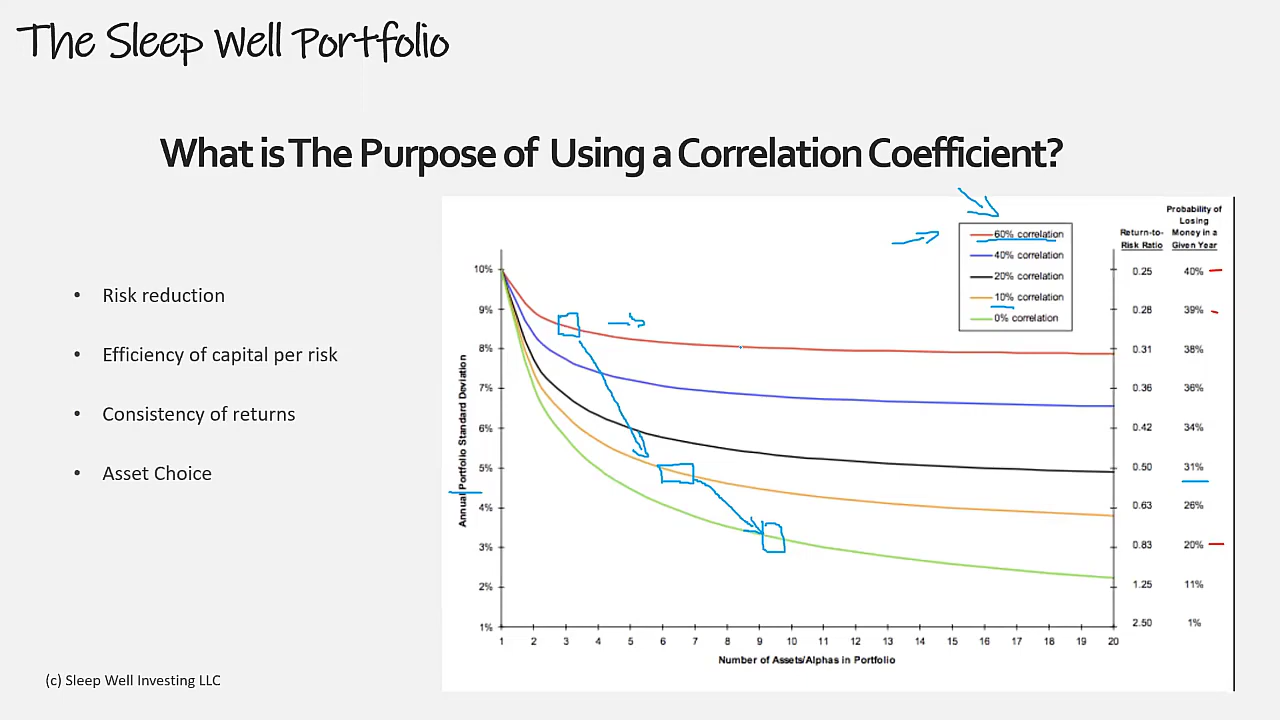 The Sleep Well Portfolio
What is The Purpose of Using a Correlation Coefficient?
• Risk reduction
• Efficiency of capital per risk
• Consistency of returns
• Asset Choice
60% correlation
40% correlation
20% correlation
10% correlation
0% correlation
Return-to-
Risk Ratio
Probability of
Losing
Money in a
Given Year
Annual Portfolio Standard Deviation
10% 0.25 40%
9% 0.28 39%
8% 0.31 38%
7% 0.36 36%
6% 0.42 34%
5% 0.50 31%
4% 0.63 26%
3% 0.83 20%
2% 1.25 11%
1% 2.50 1%
1 2 3 4 5 6 7 8 9 10 11 12 13 14 15 16 17 18 19 20
Number of Assets/Alphas in Portfolio
(c) Sleep Well Investing LLC